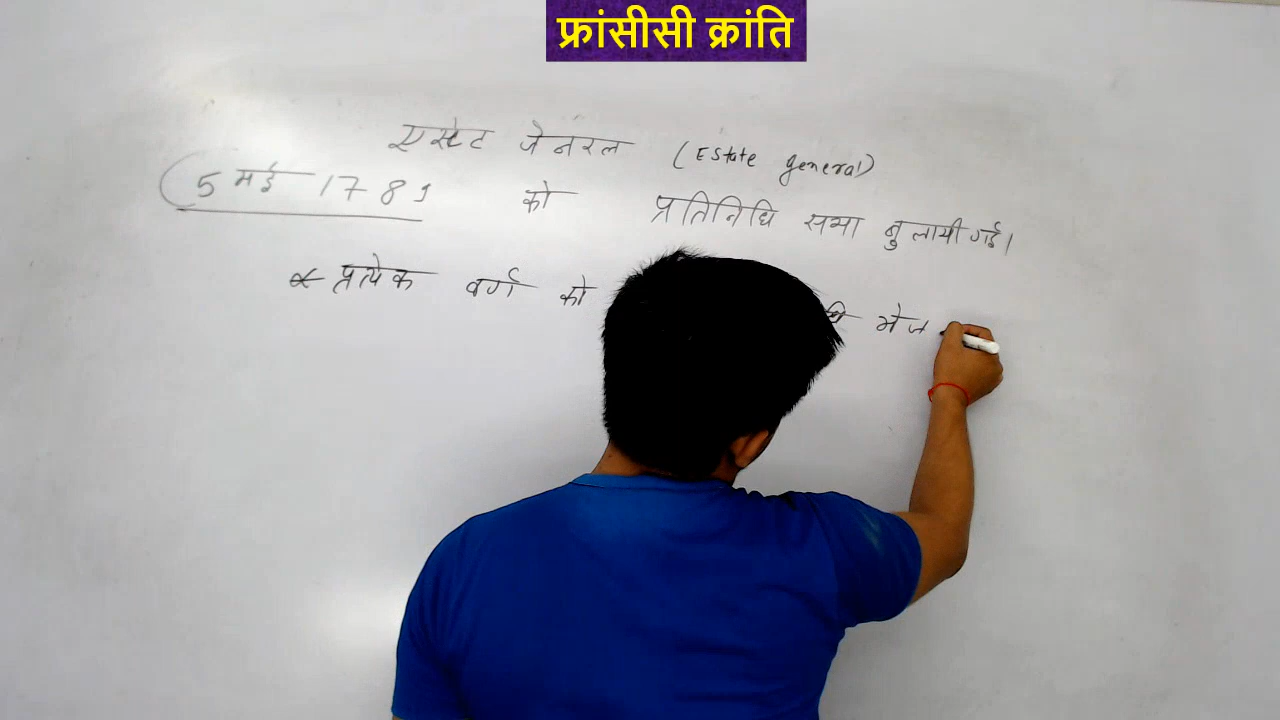 फ्रांसीसी क्रांति
एस्टेट जेनरल (Estate general)
5 मई 1789 को प्रतिनिधि सभा बुलायी गई।
प्रत्येक वर्ग को धि भेज